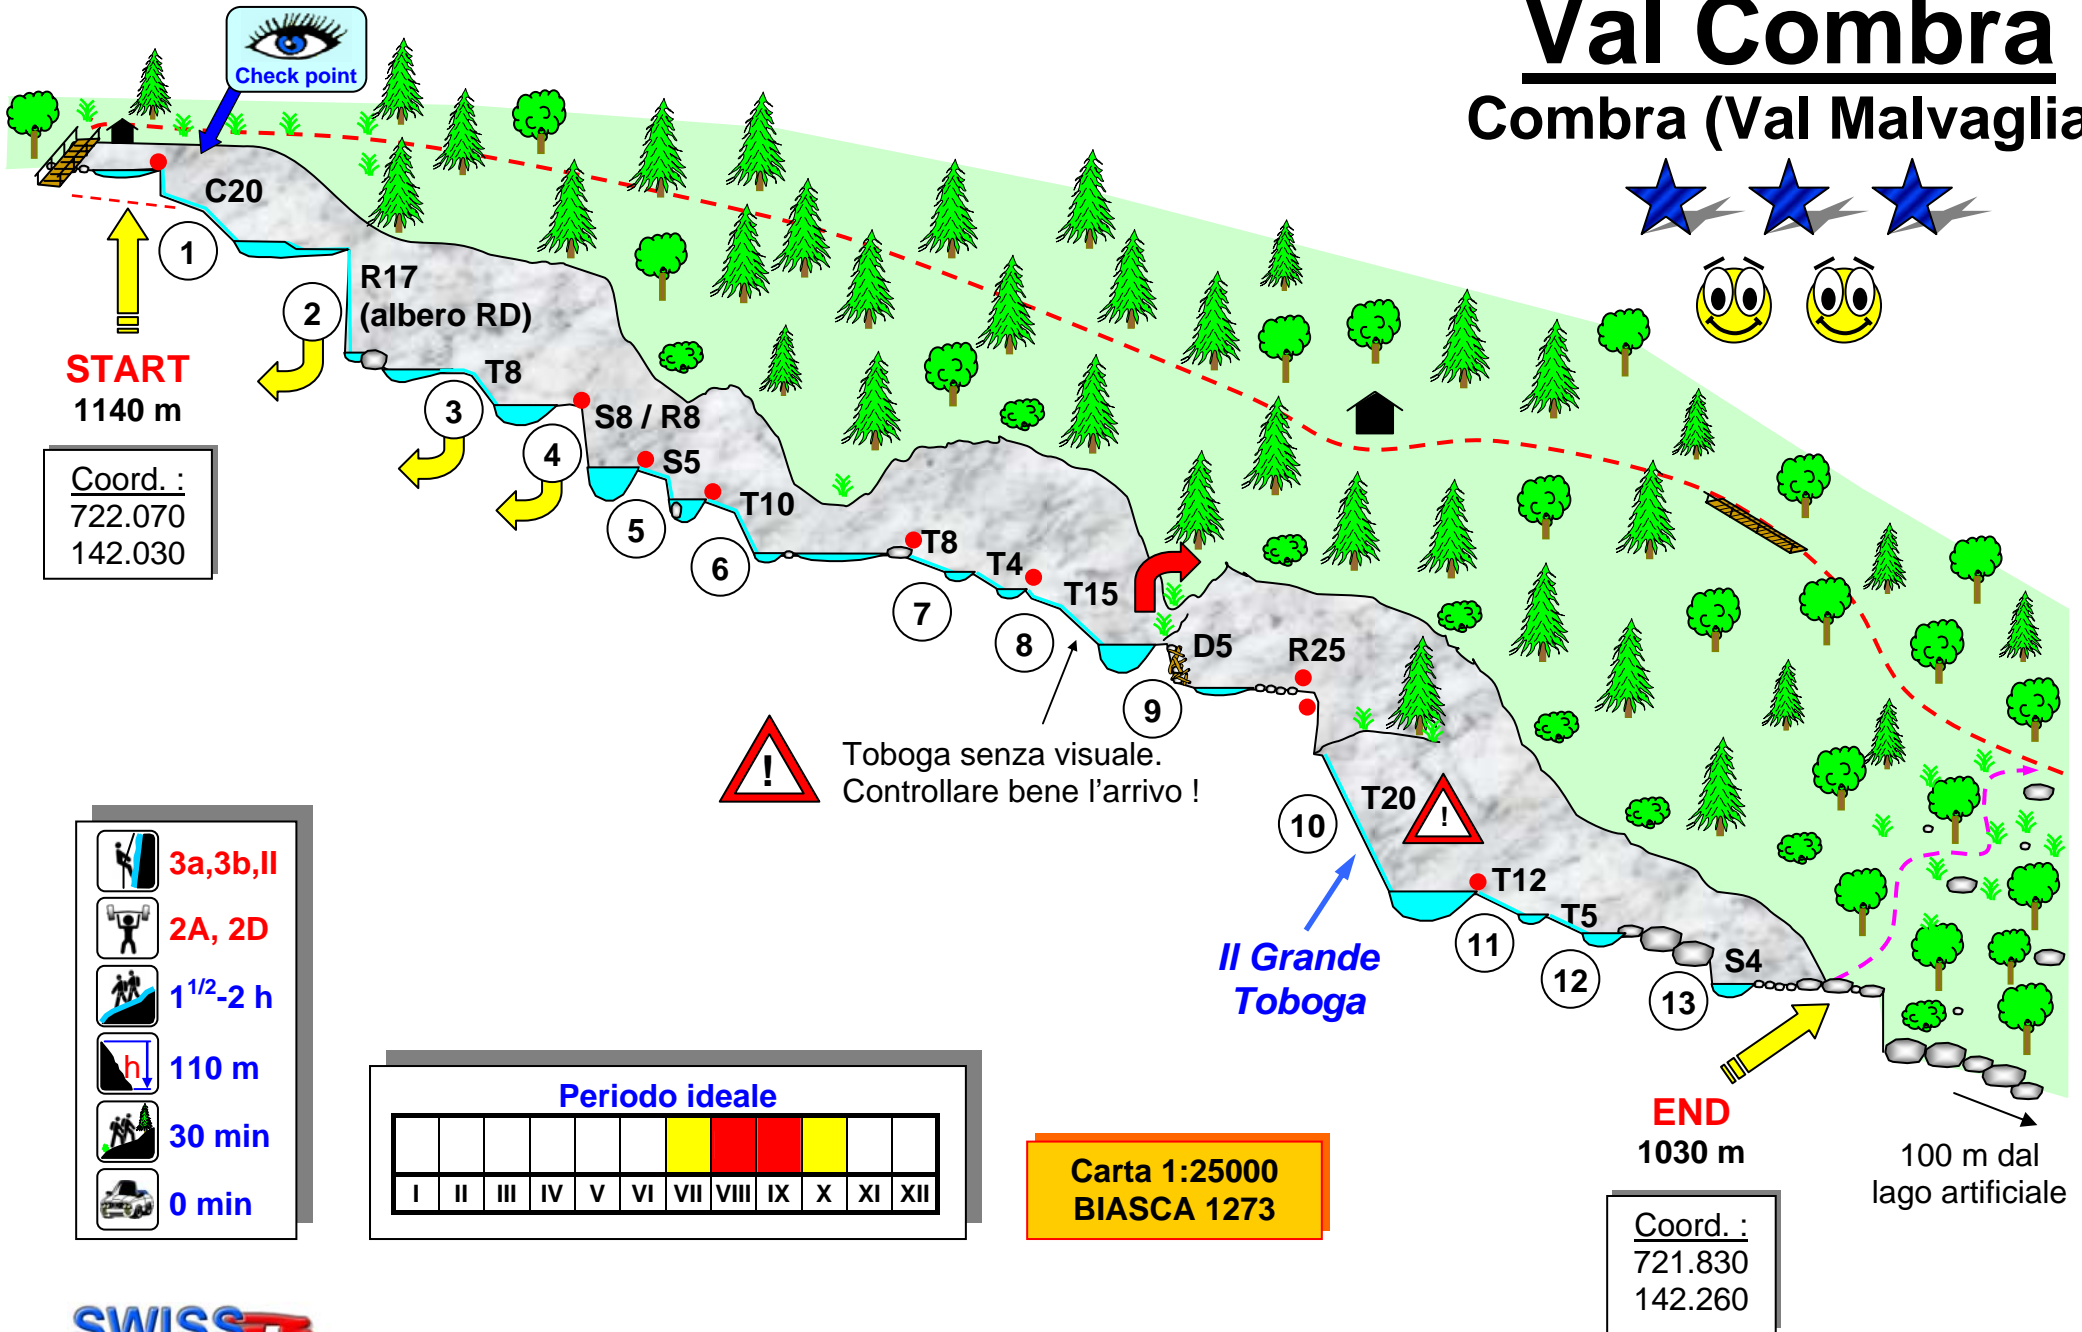 Val Combra
Combra (Val Malvaglia
Check point
C20
1
R17
(albero RD)
2
START
1140 m
Coord. :
722.070
142.030
T8
3
S8 / R8
4
S5
5
T10
6
T8
7
T4
8
T15
D5
9
R25
!
Toboga senza visuale.
Controllare bene l'arrivo !
T20
!
10
Il Grande
Toboga
T12
11
T5
12
S4
13
3a,3b,II
2A, 2D
1 1/2-2 h
h
110 m
30 min
0 min
Periodo ideale
I II III IV V VI VII VIII IX X XI XII
Carta 1:25000
BIASCA 1273
END
1030 m
Coord. :
721.830
142.260
100 m dal
lago artificiale
SWISS